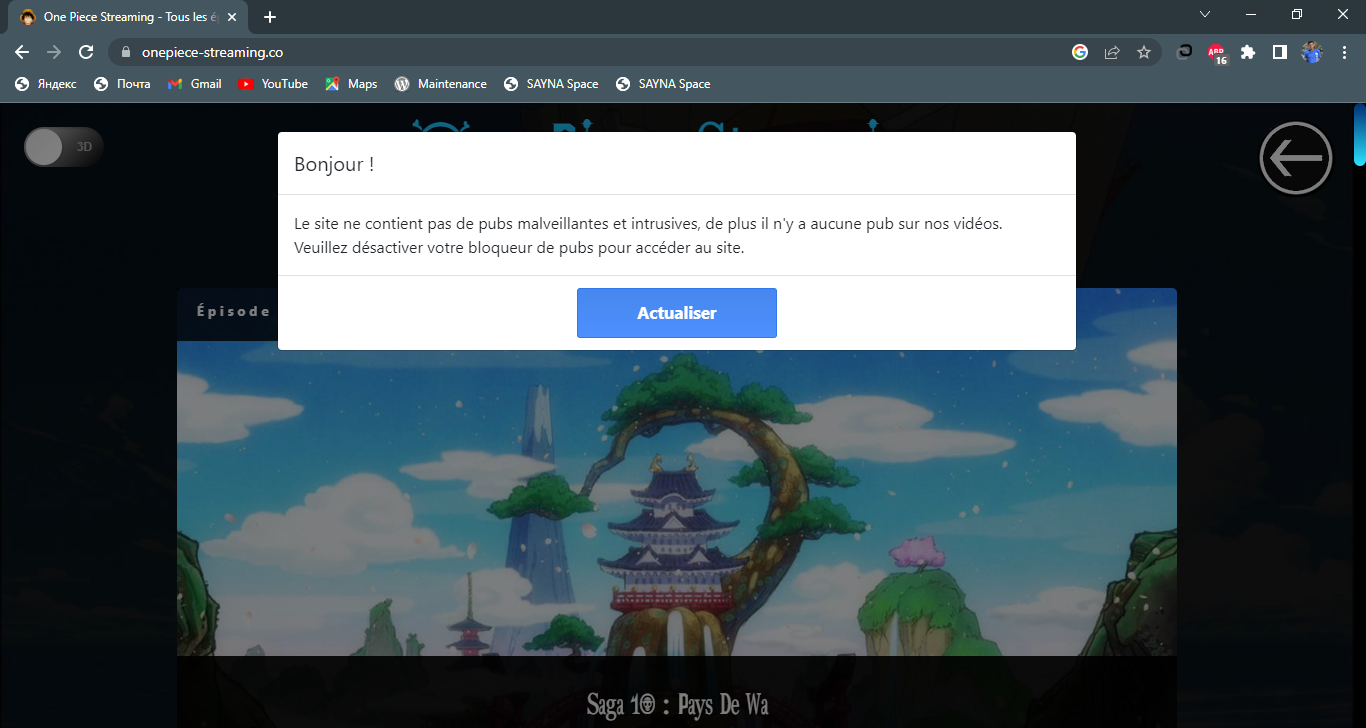 One Piece Streaming - Tous les é
onepiece-streaming.co
ABP
16
Яндекс
Почта
Gmail
YouTube
Maps
Maintenance
SAYNA Space
SAYNA Space
3D
Bonjour !
Le site ne contient pas de pubs malveillantes et intrusives, de plus il n'y a aucune pub sur nos vidéos.
Veuillez désactiver votre bloqueur de pubs pour accéder au site.
Épisode
Actualiser
Saga 10 : Pays De Wa